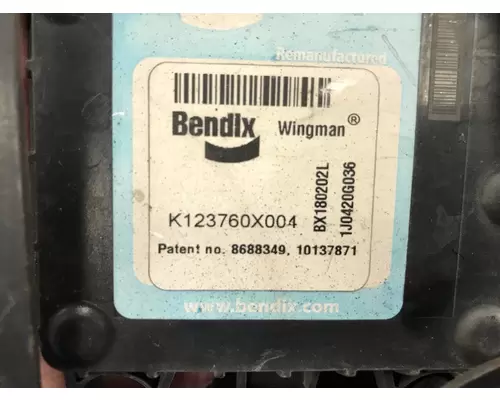 Remanufactured
Bendix Wingman®
K123760X004
BX180202L
1J0420G036
Patent no. 8688349, 10137871
www.bendix.com